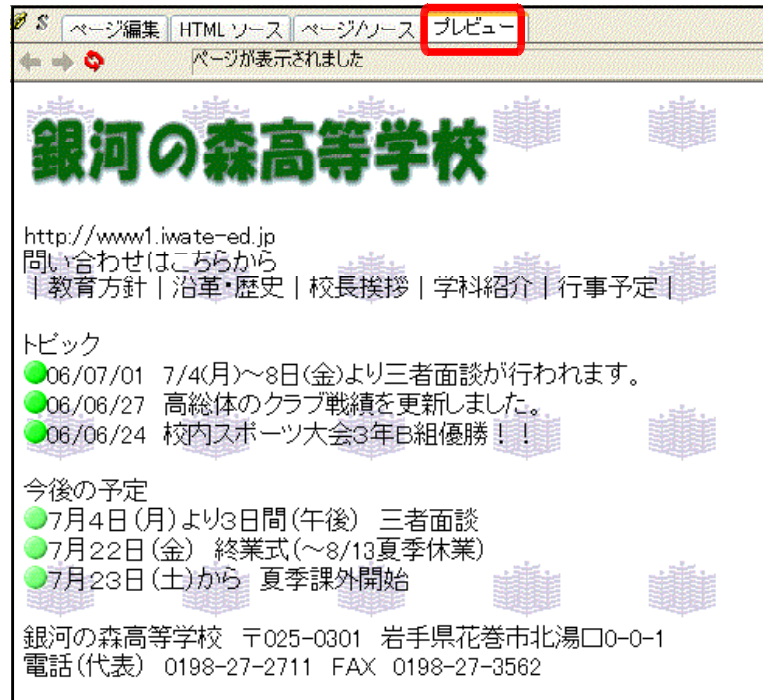 ページ編集 HTML ソース ページ/ソース プレビュー
ページが表示されました
銀河の森高等学校
http://www1.iwate-ed.jp
問い合わせはこちらから
｜教育方針｜沿革・歴史｜校長挨拶｜学科紹介｜行事予定｜
トピック
06/07/01 7/4(月)～8日(金)より三者面談が行われます。
06/06/27 高総体のクラブ戦績を更新しました。
06/06/24 校内スポーツ大会3年B組優勝！！
今後の予定
7月4日（月）より3日間（午後） 三者面談
7月22日（金） 終業式（～8/13夏季休業）
7月23日（土）から 夏季課外開始
銀河の森高等学校 〒025-0301 岩手県花巻市北湯口0-0-1
電話（代表） 0198-27-2711 FAX 0198-27-3562